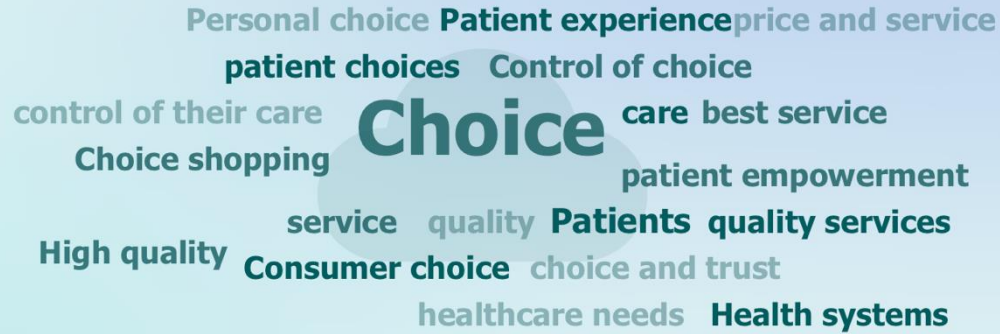 Personal choice Patient experience price and service
patient choices Control of choice
control of their care Choice care best service
Choice shopping
patient empowerment
service quality Patients quality services
High quality
Consumer choice choice and trust
healthcare needs Health systems